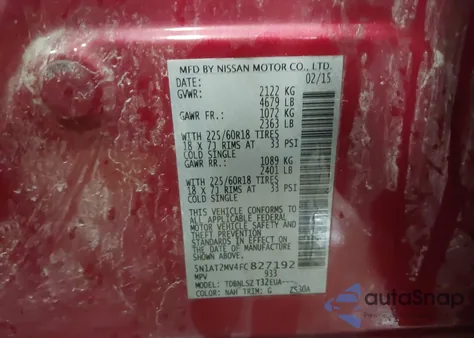 MFD BY NISSAN MOTOR CO., LTD.
DATE: 02/15
GVWR: 2122 KG
4679 LB
GAWR FR: 1072 KG
2363 LB
WITH 225/60R18 TIRES
18 x 7J RIMS AT 33 PSI
COLD SINGLE
GAWR RR.: 1089 KG
2401 LB
WITH 225/60R18 TIRES
18 x 7J RIMS AT 33 PSI
COLD SINGLE
THIS VEHICLE CONFORMS TO
ALL APPLICABLE FEDERAL
MOTOR VEHICLE SAFETY AND
THEFT PREVENTION
STANDARDS IN EFFECT ON
THE DATE OF MANUFACTURE
SHOWN ABOVE.
5N1AT2MV4FC827192
MPV 933
MODEL: TDBNLSZ T32EUA---
COLOR: NAH TRIM: G
autoSnap